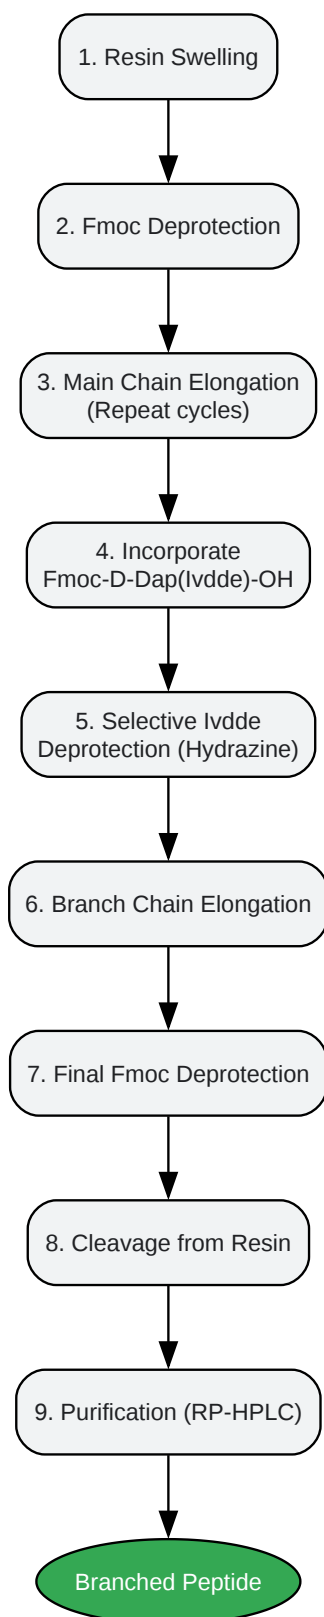 1. Resin Swelling
2. Fmoc Deprotection
3. Main Chain Elongation
(Repeat cycles)
4. Incorporate
Fmoc-D-Dap(Ivdde)-OH
5. Selective Ivdde
Deprotection (Hydrazine)
6. Branch Chain Elongation
7. Final Fmoc Deprotection
8. Cleavage from Resin
9. Purification (RP-HPLC)
Branched Peptide